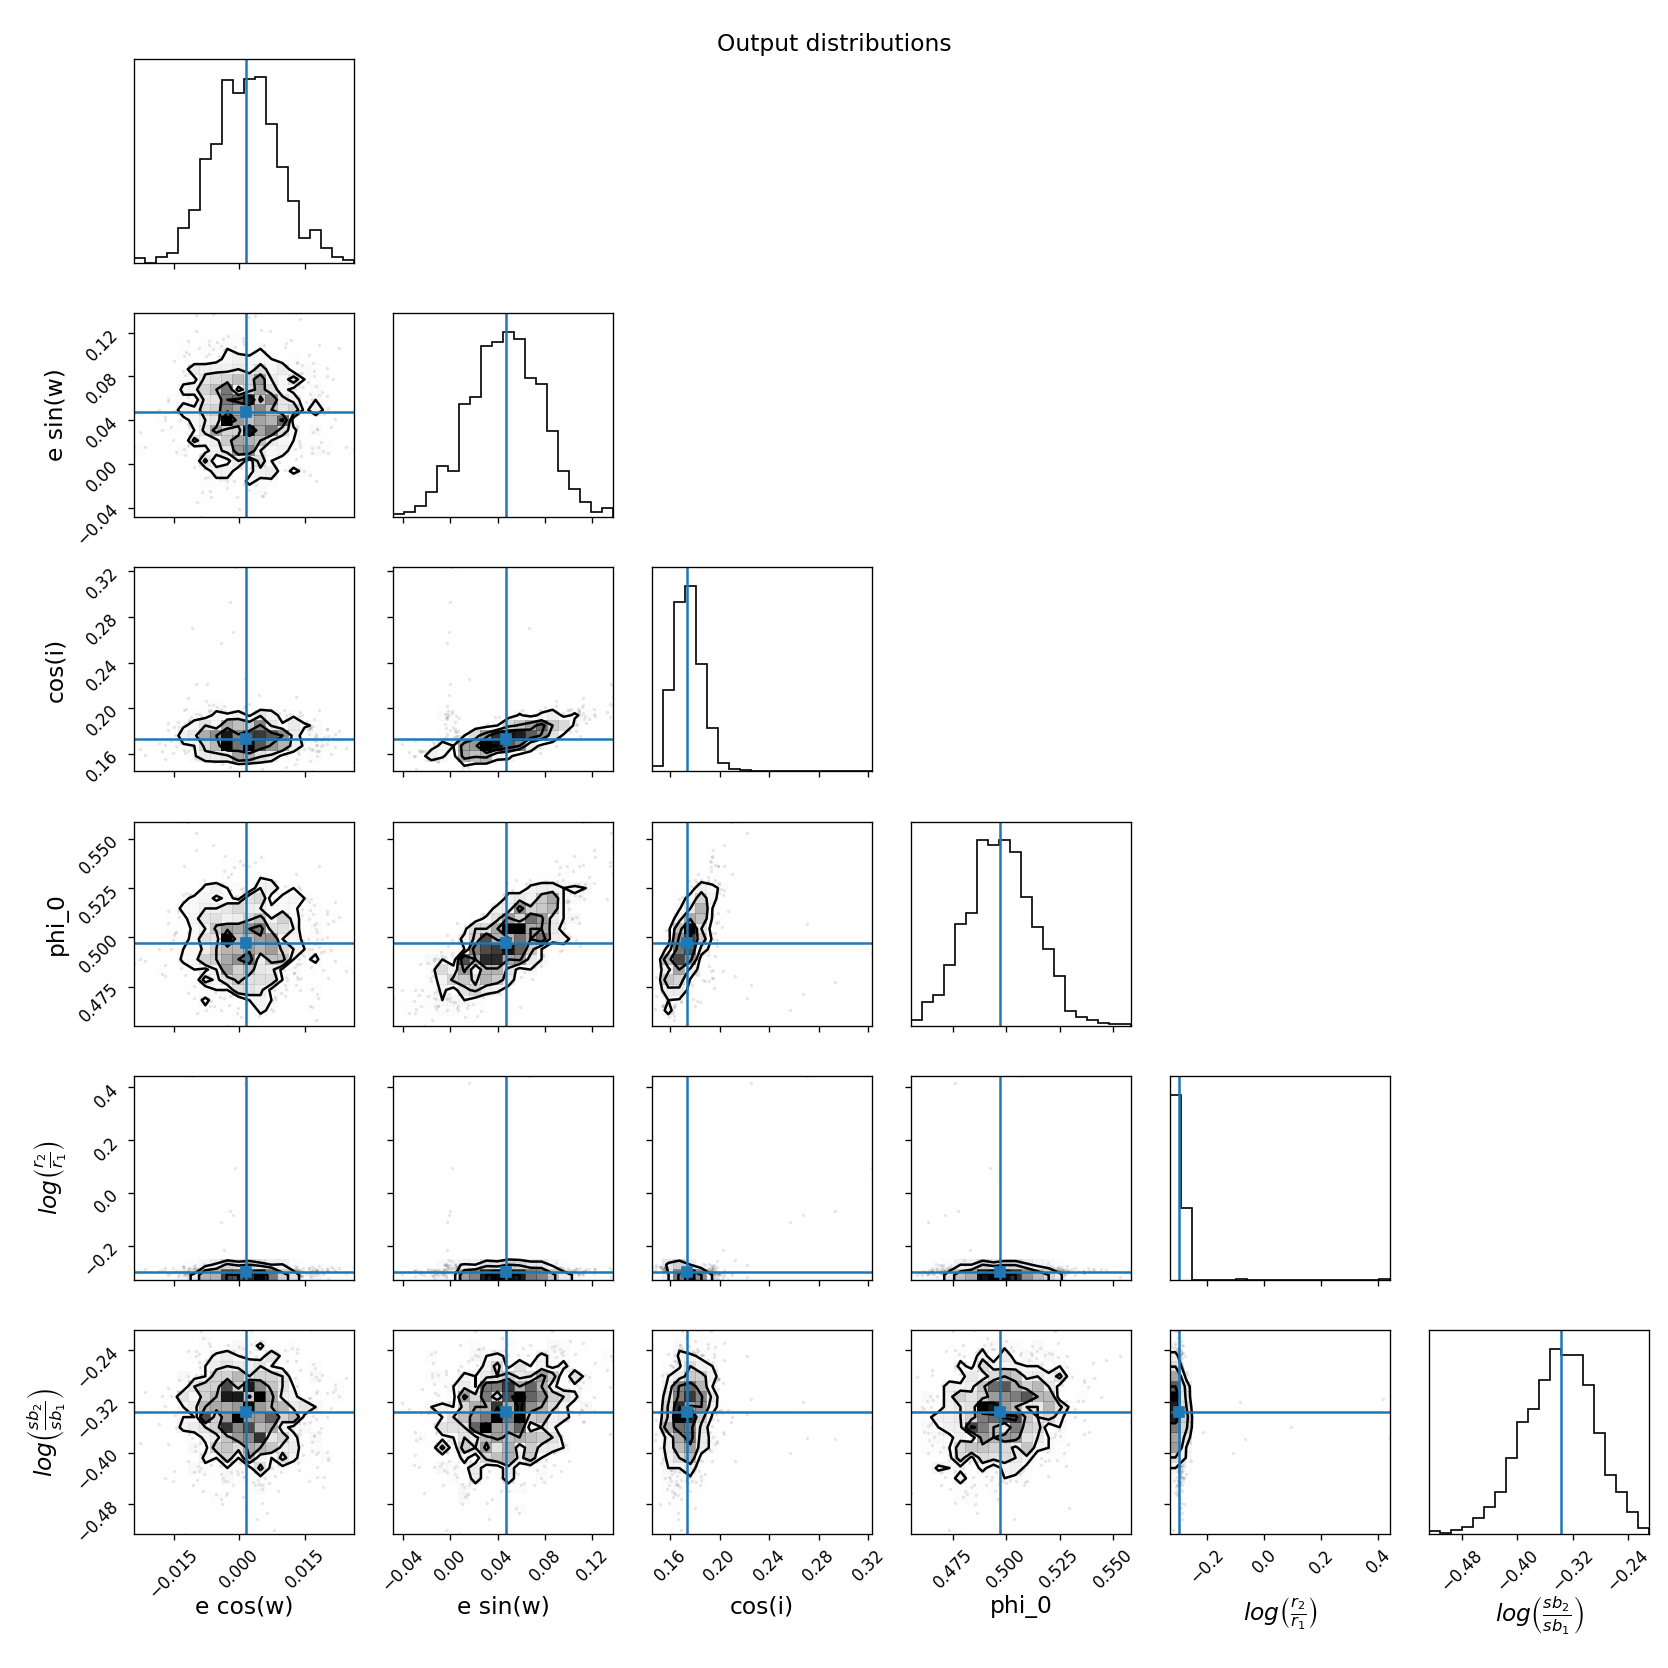 Output distributions
e sin(w)
0.12
0.08
0.04
0.00
−0.04
cos(i)
0.32
0.28
0.24
0.20
0.16
phi_0
0.550
0.525
0.500
0.475
log(r₂/r₁)
0.4
0.2
0.0
−0.2
log(sb₂/sb₁)
−0.24
−0.32
−0.40
−0.48
−0.015 0.000 0.015
−0.04 0.00 0.04 0.08 0.12
0.16 0.20 0.24 0.28 0.32
0.475 0.500 0.525 0.550
−0.2 0.0 0.2 0.4
−0.48 −0.40 −0.32 −0.24
e cos(w) e sin(w) cos(i) phi_0 log(r₂/r₁) log(sb₂/sb₁)